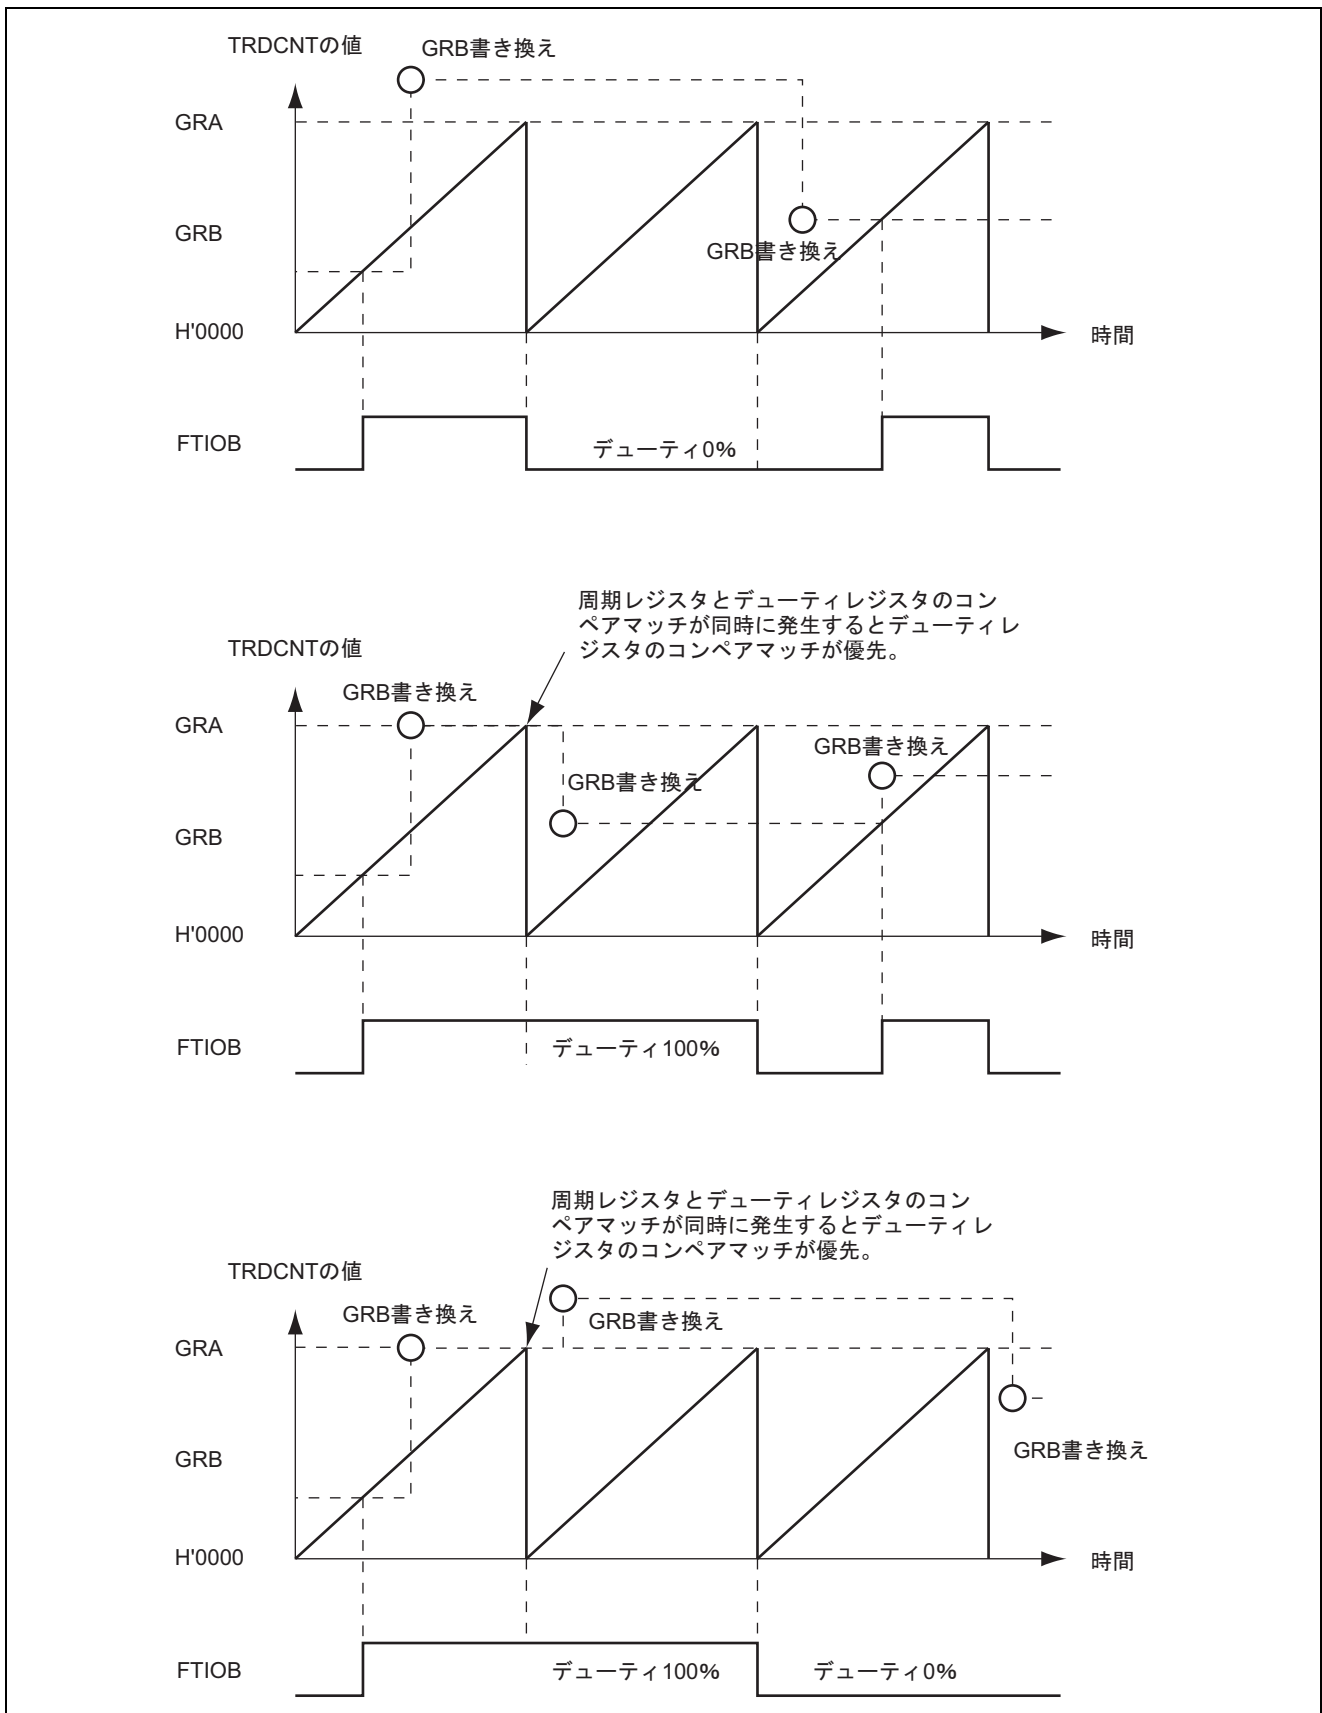 TRDCNTの値
GRB書き換え
GRA
GRB
GRB書き換え
H'0000
時間
FTIOB
デューティ0%
周期レジスタとデューティレジスタのコン
ペアマッチが同時に発生するとデューティレ
ジスタのコンペアマッチが優先。
TRDCNTの値
GRB書き換え
GRA
GRB書き換え
GRB書き換え
GRB
H'0000
時間
FTIOB
デューティ100%
周期レジスタとデューティレジスタのコン
ペアマッチが同時に発生するとデューティレ
ジスタのコンペアマッチが優先。
TRDCNTの値
GRB書き換え
GRB書き換え
GRA
GRB書き換え
GRB
H'0000
時間
FTIOB
デューティ100%
デューティ0%